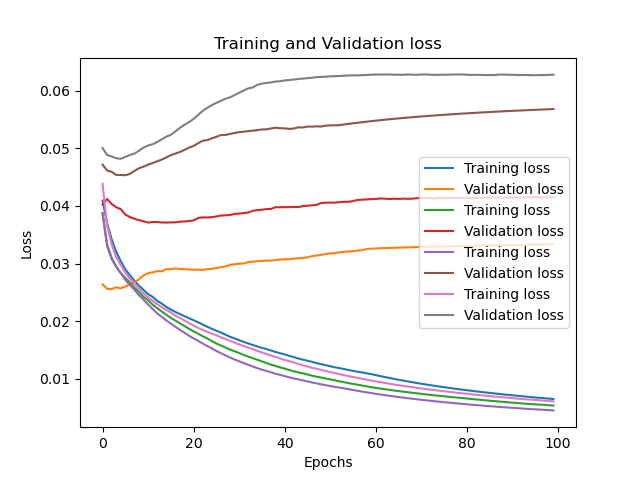 Training and Validation loss
Loss
0.06
0.05
0.04
0.03
0.02
0.01
Training loss
Validation loss
Training loss
Validation loss
Training loss
Validation loss
Training loss
Validation loss
0 20 40 60 80 100
Epochs